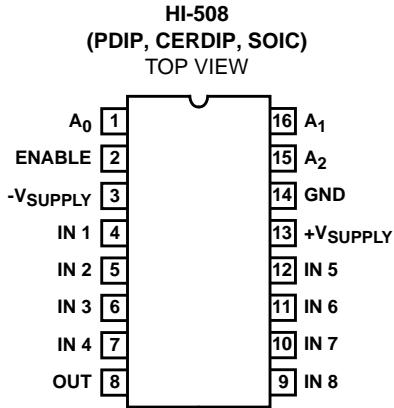 HI-508
(PDIP, CERDIP, SOIC)
TOP VIEW
A0 1 16 A1
ENABLE 2 15 A2
-VSUPPLY 3 14 GND
IN 1 4 13 +VSUPPLY
IN 2 5 12 IN 5
IN 3 6 11 IN 6
IN 4 7 10 IN 7
OUT 8 9 IN 8